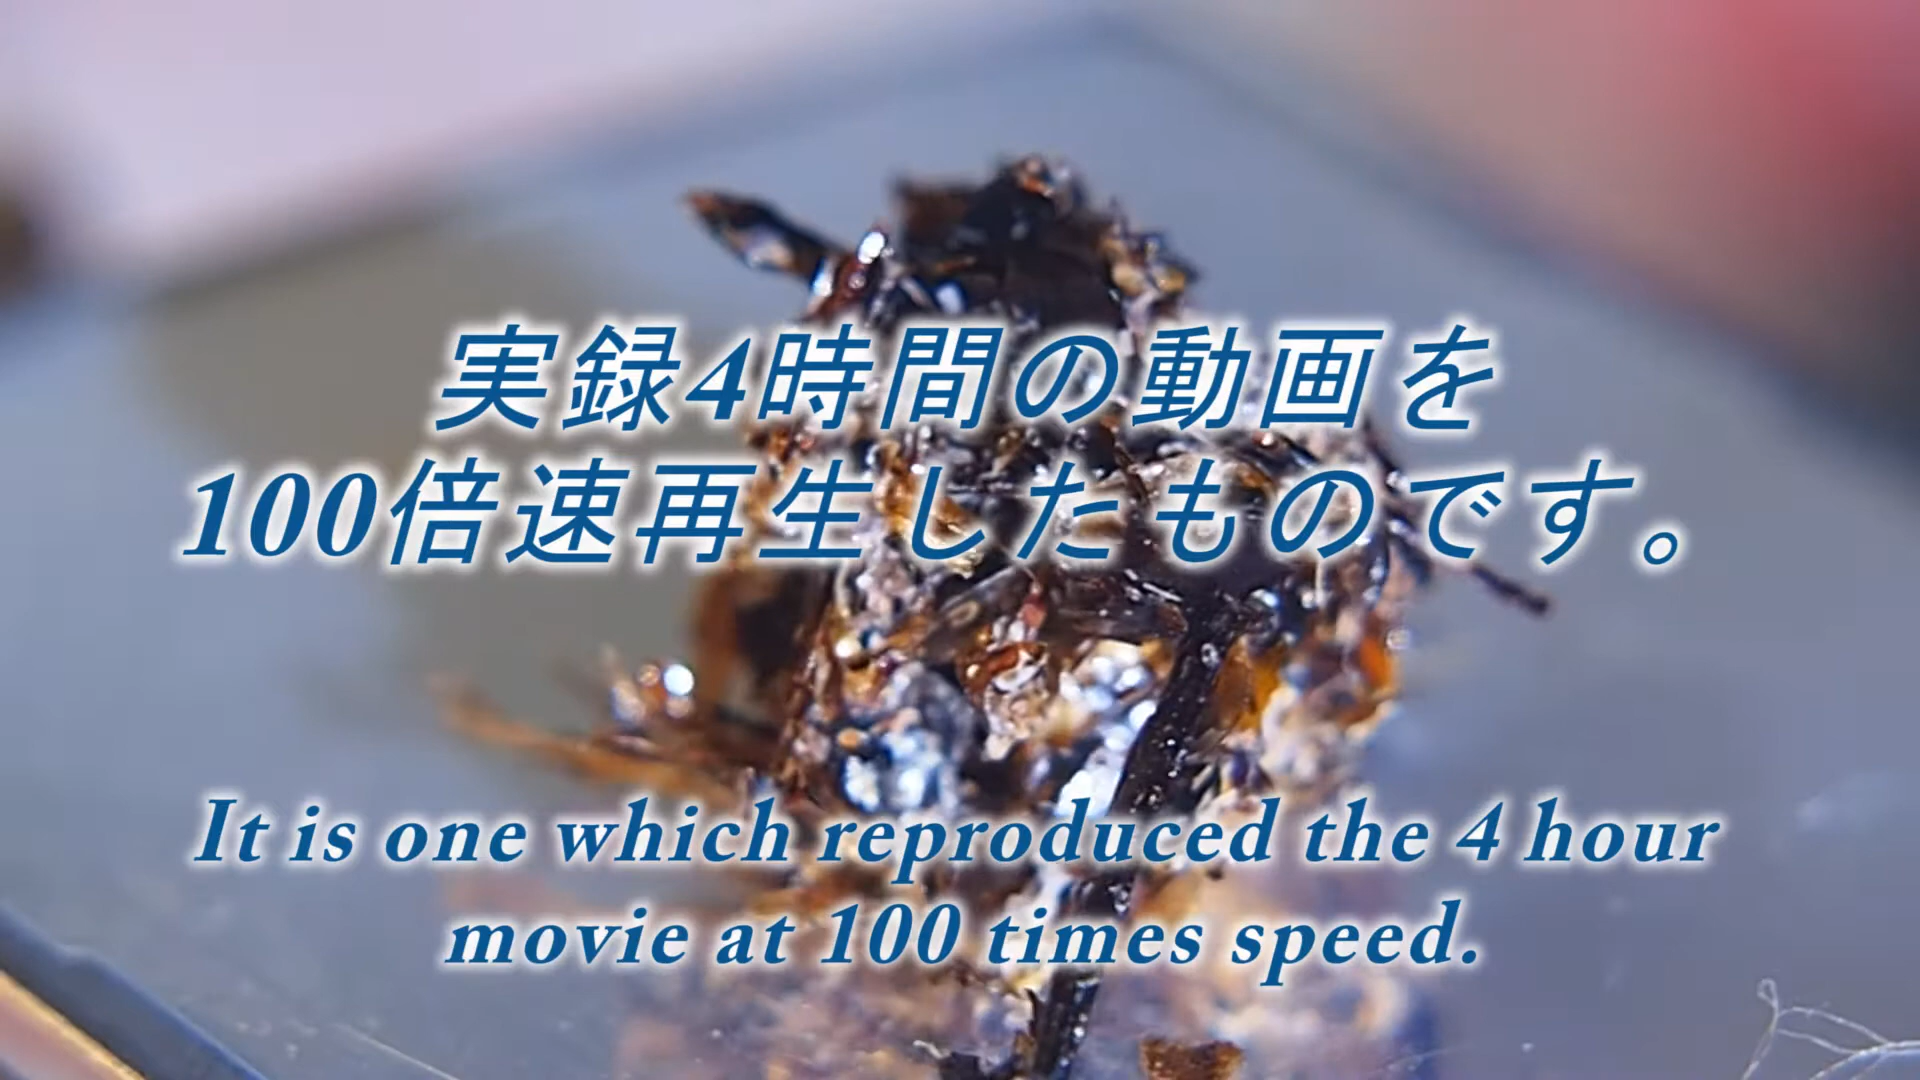 実録4時間の動画を
100倍速再生したものです。
It is one which reproduced the 4 hour
movie at 100 times speed.